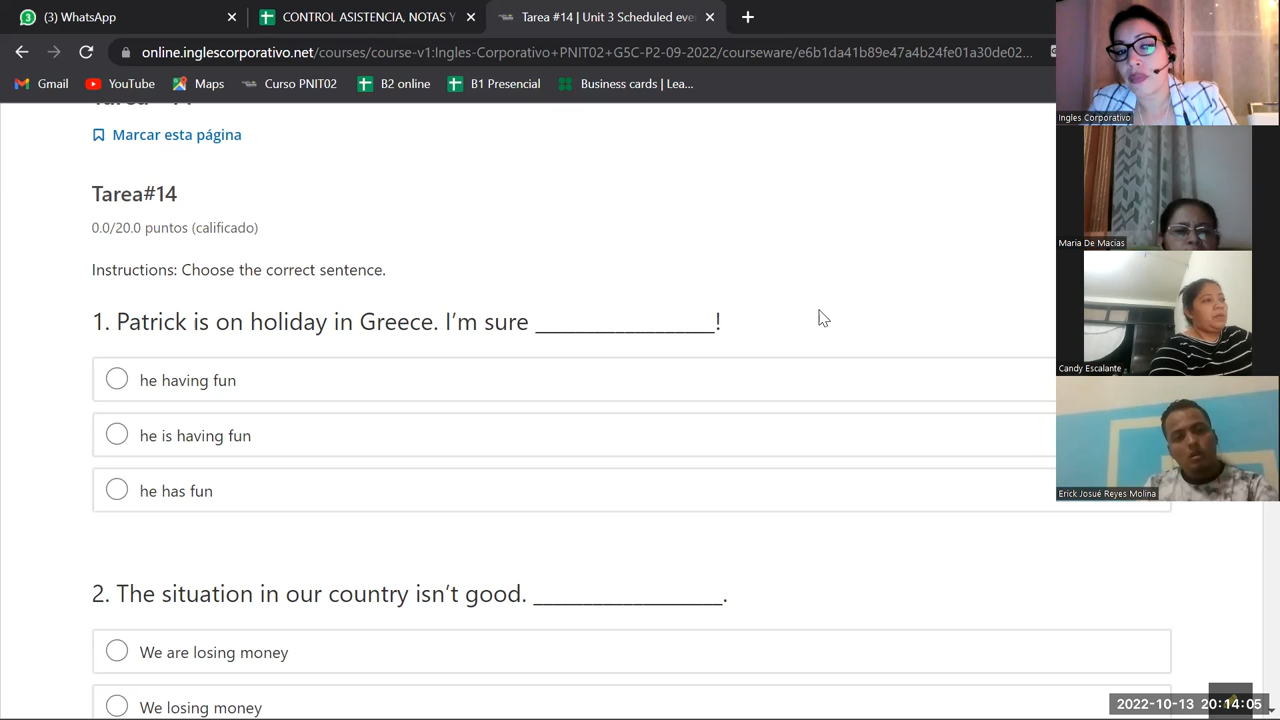 3
(3) WhatsApp
CONTROL ASISTENCIA, NOTAS Y
Tarea #14 | Unit 3 Scheduled eve
online.inglescorporativo.net/courses/course-v1:Ingles-Corporativo+PNIT02+G5C-P2-09-2022/courseware/
Gmail
YouTube
Maps
Curso PNIT02
B2 online
B1 Presencial
Business cards | Lea...
Marcar esta página
Tarea#14
0.0/20.0 puntos (calificado)
Instructions: Choose the correct sentence.
1. Patrick is on holiday in Greece. I'm sure _________________!
he having fun
he is having fun
he has fun
2. The situation in our country isn't good. __________________.
We are losing money
We losing money
Ingles Corporativo
Maria De Macias
Candy Escalante
Erick Josué Reyes Molina
2022-10-13 20:14:05